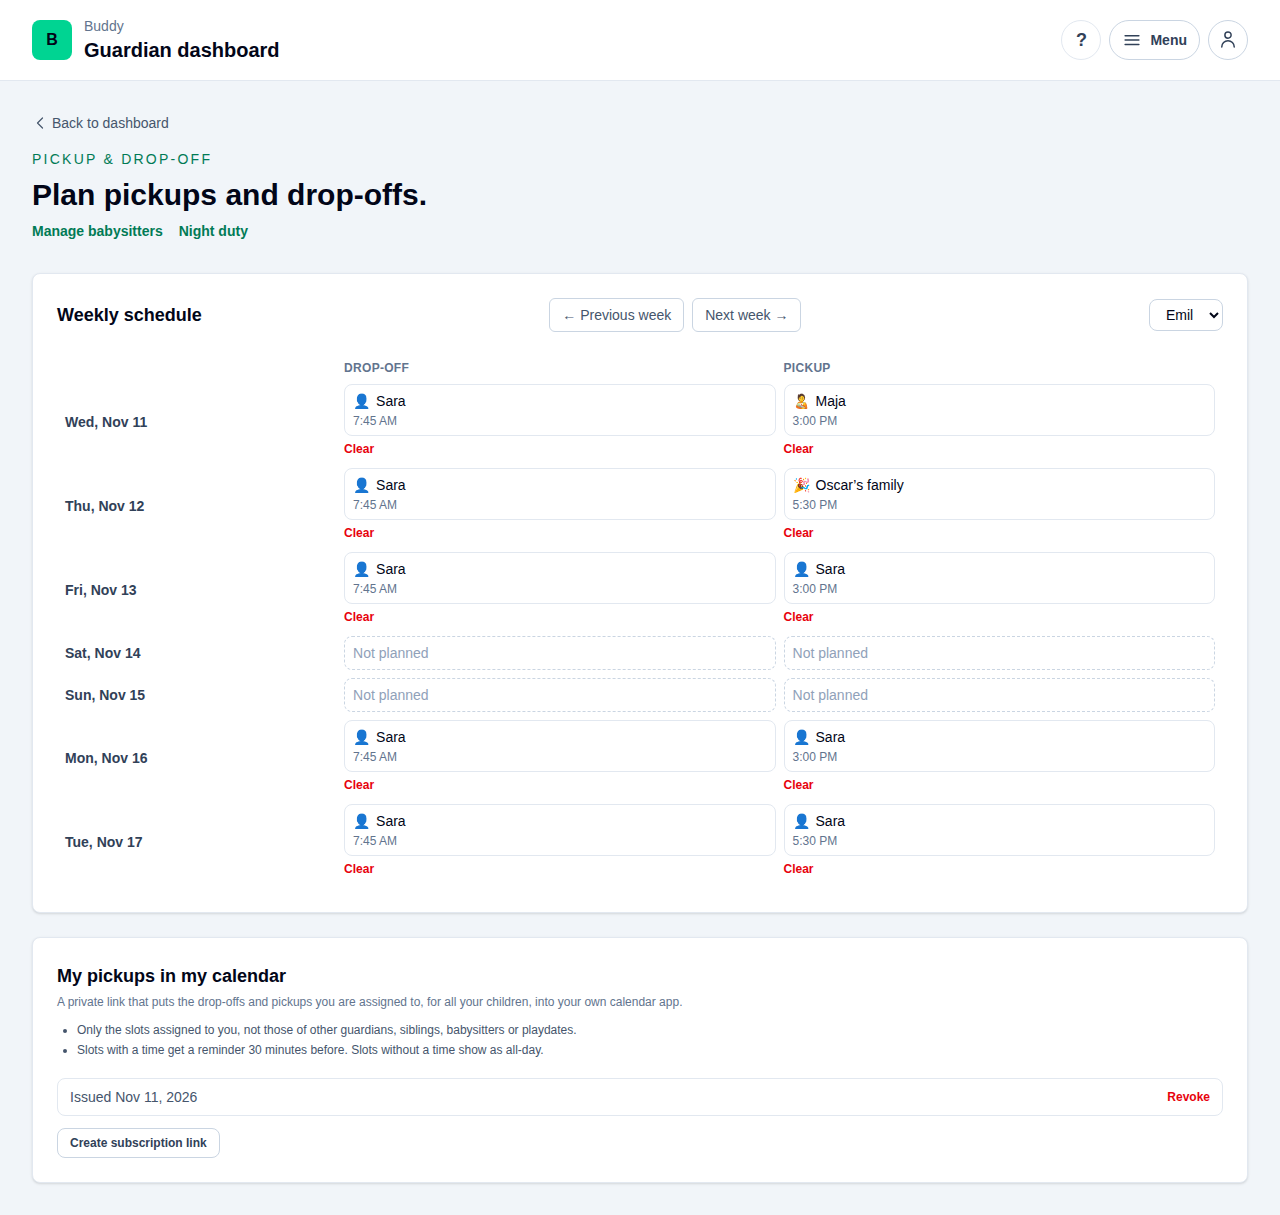 B
Buddy
Guardian dashboard
?
Menu
Back to dashboard
PICKUP & DROP-OFF
Plan pickups and drop-offs.
Manage babysitters Night duty
Weekly schedule
← Previous week
Next week →
Emil
DROP-OFF PICKUP
Wed, Nov 11
Sara
7:45 AM
Clear
Maja
3:00 PM
Clear
Thu, Nov 12
Sara
7:45 AM
Clear
Oscar’s family
5:30 PM
Clear
Fri, Nov 13
Sara
7:45 AM
Clear
Sara
3:00 PM
Clear
Sat, Nov 14
Not planned
Not planned
Sun, Nov 15
Not planned
Not planned
Mon, Nov 16
Sara
7:45 AM
Clear
Sara
3:00 PM
Clear
Tue, Nov 17
Sara
7:45 AM
Clear
Sara
5:30 PM
Clear
My pickups in my calendar
A private link that puts the drop-offs and pickups you are assigned to, for all your children, into your own calendar app.
• Only the slots assigned to you, not those of other guardians, siblings, babysitters or playdates.
• Slots with a time get a reminder 30 minutes before. Slots without a time show as all-day.
Issued Nov 11, 2026
Revoke
Create subscription link